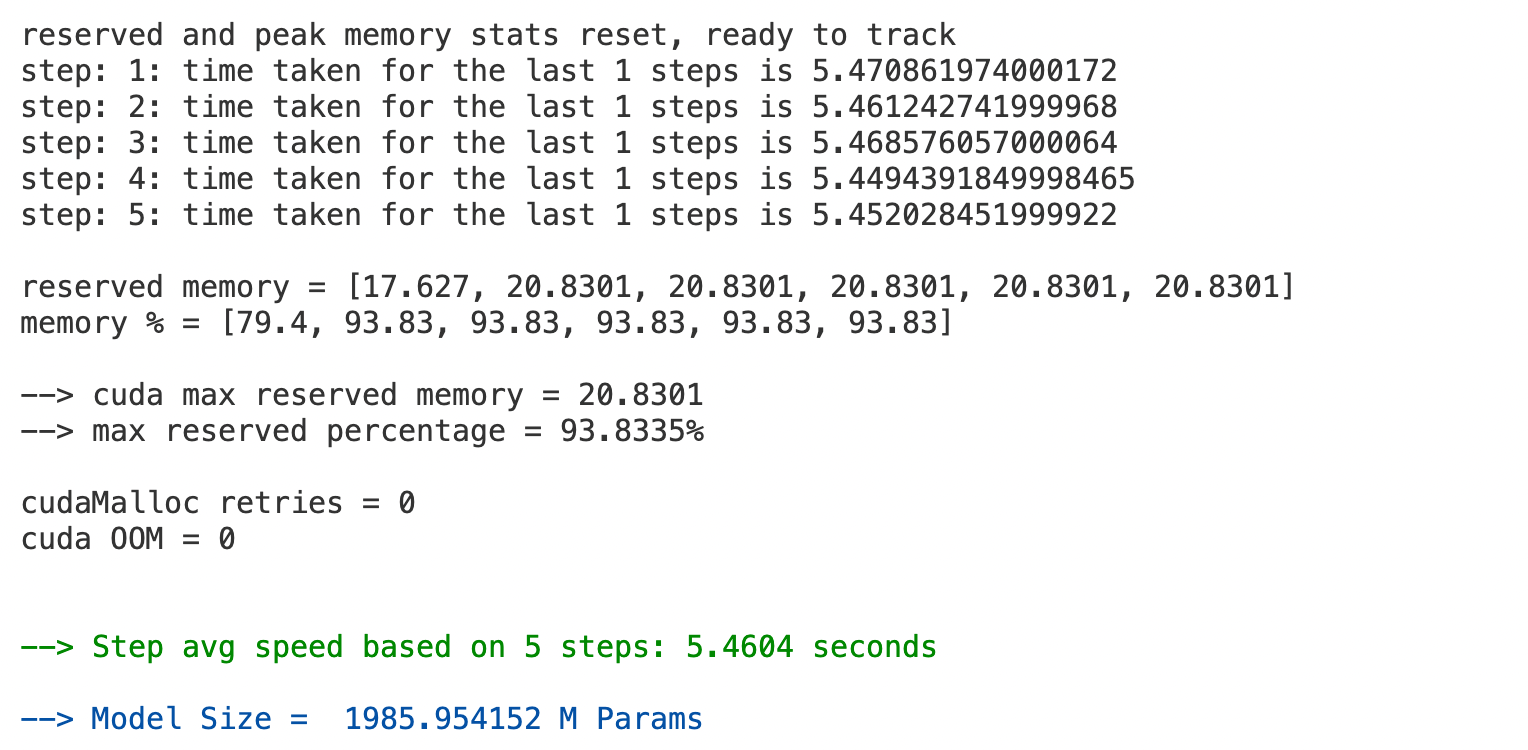 reserved and peak memory stats reset, ready to track
step: 1: time taken for the last 1 steps is 5.470861974000172
step: 2: time taken for the last 1 steps is 5.461242741999968
step: 3: time taken for the last 1 steps is 5.468576057000064
step: 4: time taken for the last 1 steps is 5.4494391849998465
step: 5: time taken for the last 1 steps is 5.452028451999922
reserved memory = [17.627, 20.8301, 20.8301, 20.8301, 20.8301, 20.8301]
memory % = [79.4, 93.83, 93.83, 93.83, 93.83, 93.83]
--> cuda max reserved memory = 20.8301
--> max reserved percentage = 93.8335%
cudaMalloc retries = 0
cuda OOM = 0
--> Step avg speed based on 5 steps: 5.4604 seconds
--> Model Size =  1985.954152 M Params